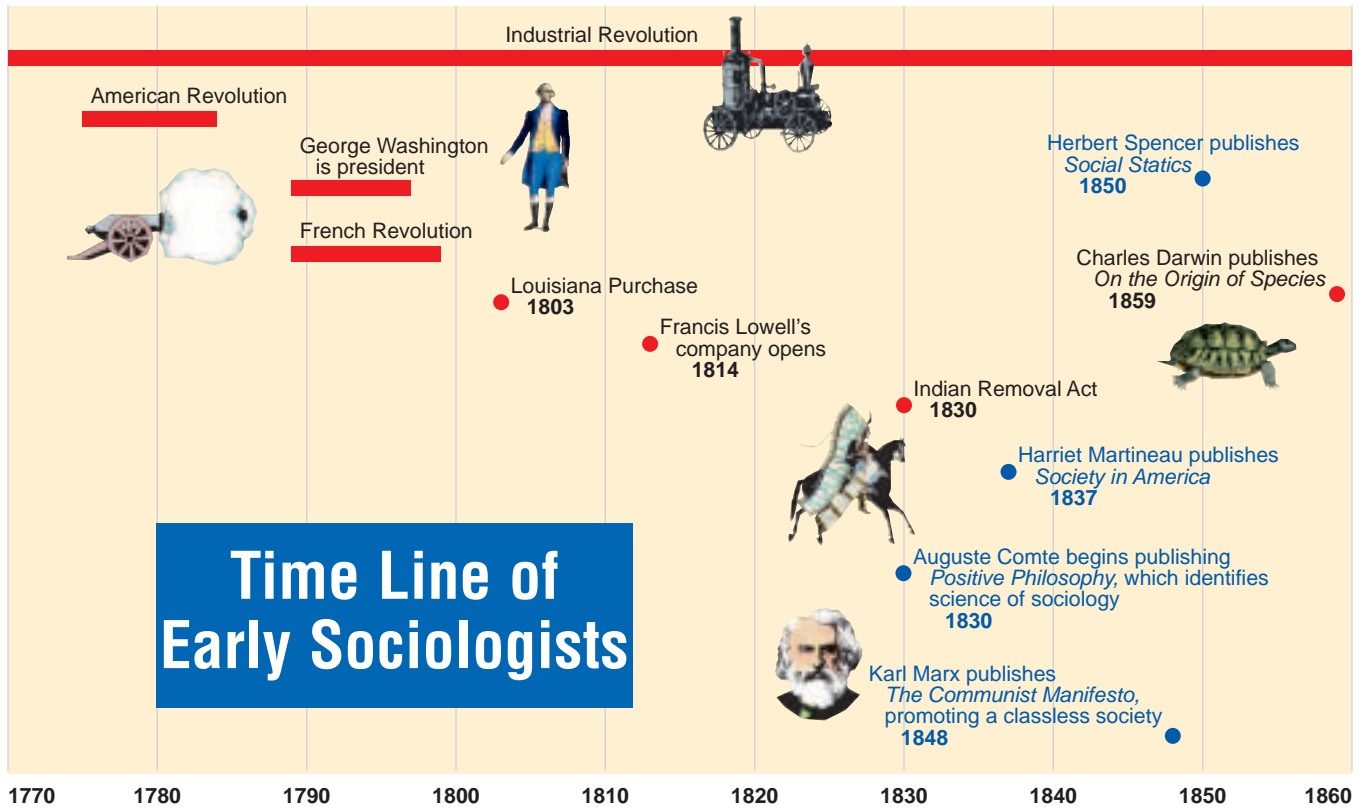 Industrial Revolution
American Revolution
George Washington
is president
French Revolution
Herbert Spencer publishes
Social Statics
1850
Charles Darwin publishes
On the Origin of Species
1859
Louisiana Purchase
1803
Francis Lowell’s
company opens
1814
Indian Removal Act
1830
Harriet Martineau publishes
Society in America
1837
Auguste Comte begins publishing
Positive Philosophy, which identifies
science of sociology
1830
Karl Marx publishes
The Communist Manifesto,
promoting a classless society
1848
Time Line of
Early Sociologists
1770 1780 1790 1800 1810 1820 1830 1840 1850 1860